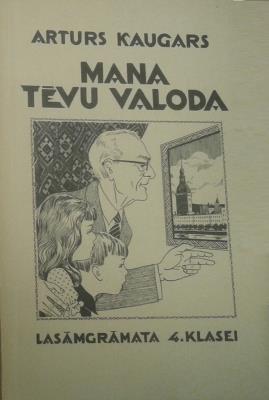 ARTURS KAUGARS
MANA
TĒVU VALODA
LASĀMGRĀMATA 4. KLASEI